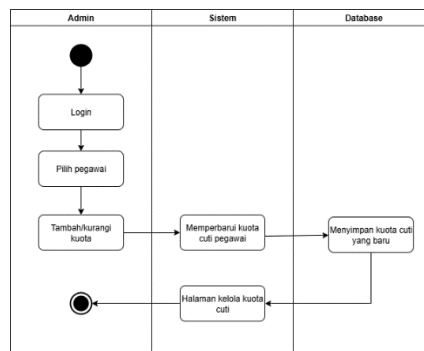 Admin
Sistem
Database
Login
Pilih pegawai
Tambah/kurangi
kuota
Memperbarui kuota
cuti pegawai
Menyimpan kuota cuti
yang baru
Halaman kelola kuota
cuti